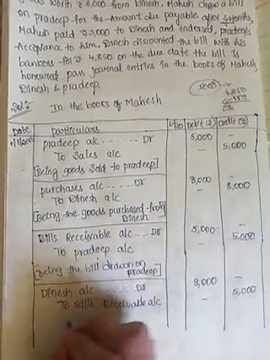 worth ₹8,000 from Dinesh, Mahesh drawn a bill
on pradeep for the amount due payable after 4 months,
Mahesh paid ₹3,000 to Dinesh and endorsed, pradeep's
Acceptance to him. Dinesh discounted the bill with his
bankers for ₹ 4,850 on the due date the bill is
honoured. pass journal entries in the books of Mahesh,
Dinesh & pradeep.
5000
4,850
Sol:- In the books of Mahesh
Date Particulars Debit (₹) Credit (₹)
pradeep a/c ---- Dr 5,000 -
To Sales a/c - 5,000
[Being goods sold to pradeep]
purchases a/c ---- Dr 8,000 -
To Dinesh a/c - 8,000
[Being the goods purchased from
Dinesh]
Bills Receivable a/c ---- Dr 5,000 -
To pradeep a/c - 5,000
[Being the bill drawn on
pradeep]
Dinesh a/c ---- Dr 8,000 -
To Bills Receivable a/c - 5,000